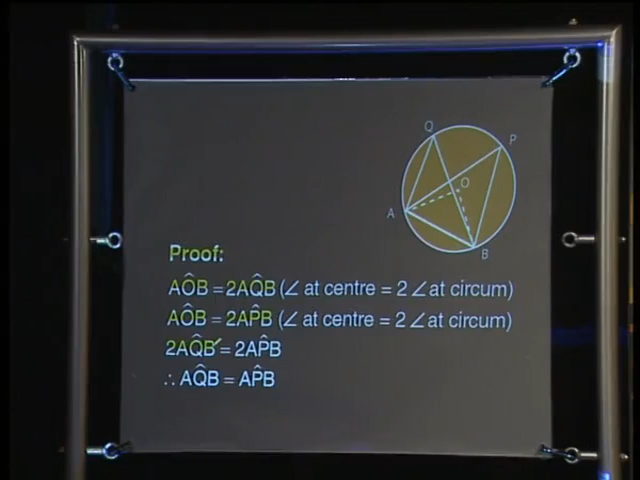 Q
P
O
A
B
Proof:
AÔB = 2AQ̂B (∠ at centre = 2 ∠ at circum)
AÔB = 2AP̂B (∠ at centre = 2 ∠ at circum)
2AQ̂B = 2AP̂B
∴ AQ̂B = AP̂B